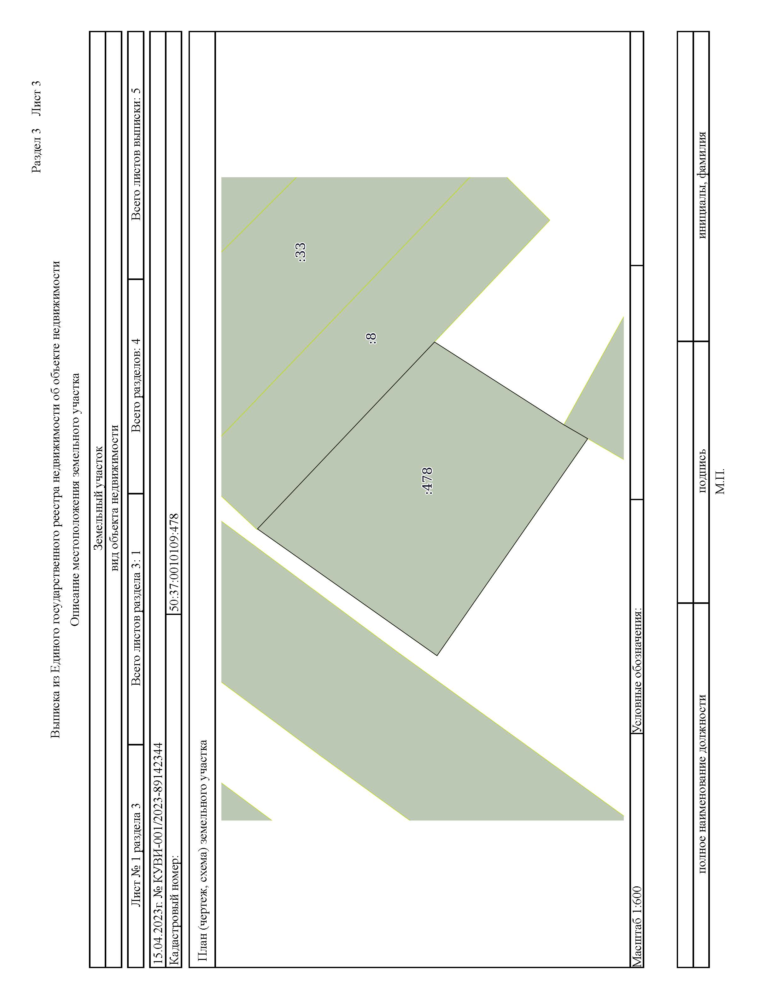 Раздел 3 Лист 3
Выписка из Единого государственного реестра недвижимости об объекте недвижимости
Описание местоположения земельного участка
Земельный участок
вид объекта недвижимости
Лист № 1 раздела 3 Всего листов раздела 3: 1 Всего разделов: 4 Всего листов выписки: 5
15.04.2023г. № КУВИ-001/2023-89142344
Кадастровый номер: 50:37:0010109:478
План (чертеж, схема) земельного участка
:33
:8
:478
Масштаб 1:600 Условные обозначения:
полное наименование должности подпись инициалы, фамилия
М.П.